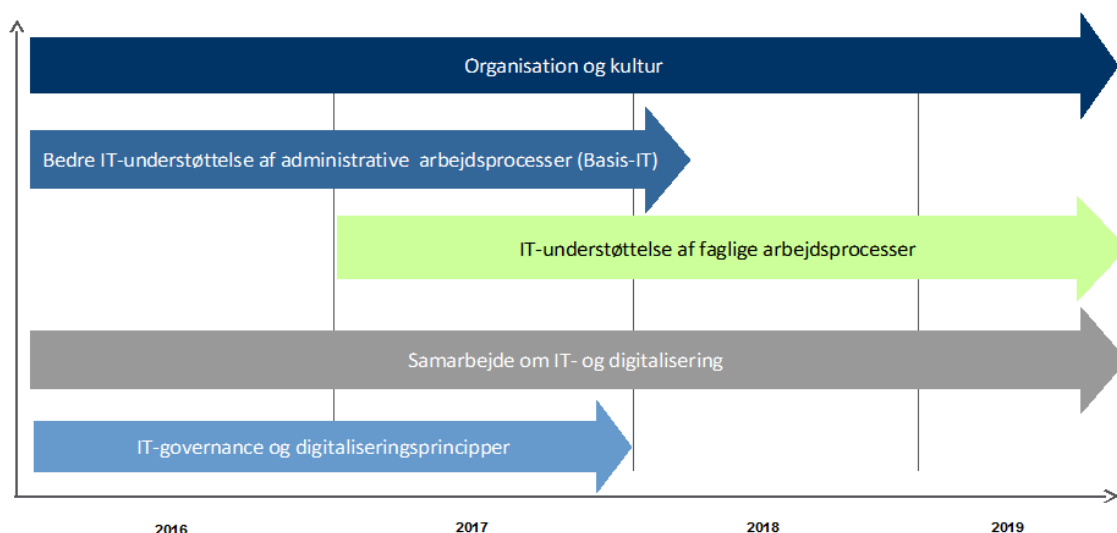 Organisation og kultur
Bedre IT-understøttelse af administrative arbejdsprocesser (Basis-IT)
IT-understøttelse af faglige arbejdsprocesser
Samarbejde om IT- og digitalisering
IT-governance og digitaliseringsprincipper
2016 2017 2018 2019